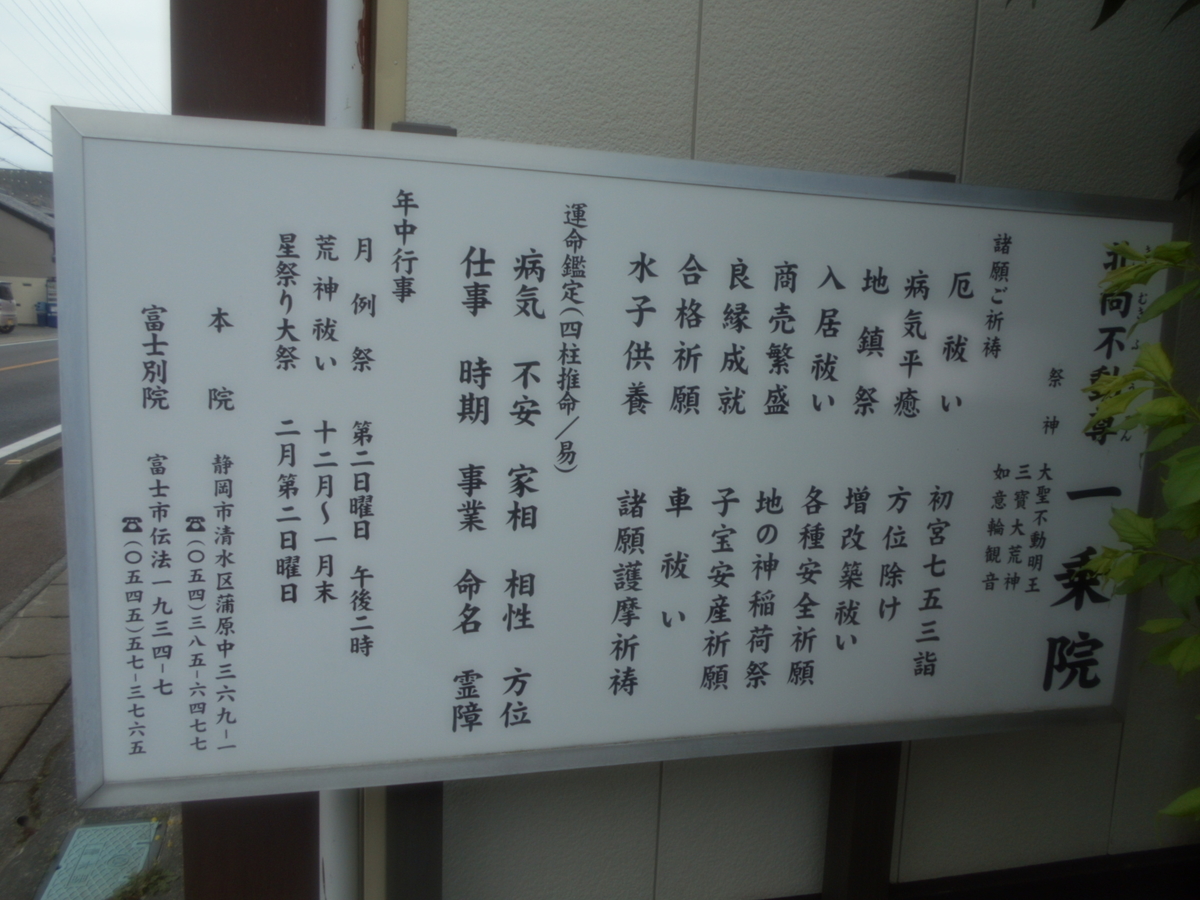 北向不動尊 一乗院
祭神 大聖不動明王
三寶大荒神
如意輪観音
諸願ご祈祷
厄祓い 初宮七五三詣
病気平癒 方位除け
地鎮祭 増改築祓い
入居祓い 各種安全祈願
商売繁盛 地の神稲荷祭
良縁成就 子宝安産祈願
合格祈願 車祓い
水子供養 諸願護摩祈祷
運命鑑定(四柱推命/易)
病気 不安 家相 相性 方位
仕事 時期 事業 命名 霊障
年中行事
月例祭 第二日曜日 午後二時
荒神祓い 十二月〜一月末
星祭り大祭 二月第二日曜日
本院 静岡市清水区蒲原中三六九-一
☎(〇五四)三八五-六四七七
富士別院 富士市伝法一九三四-七
☎(〇五四五)五七-三七六五